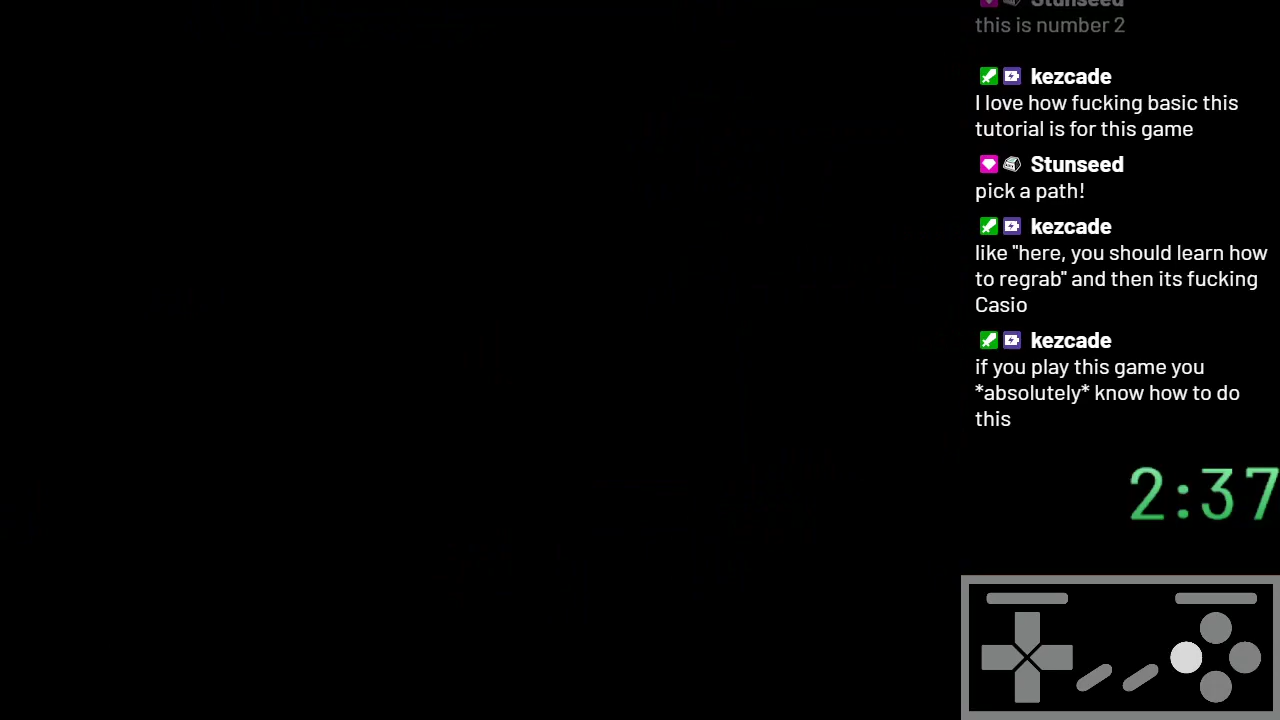 Stunseed
this is number 2
kezcade
I love how fucking basic this
tutorial is for this game
Stunseed
pick a path!
kezcade
like "here, you should learn how
to regrab" and then its fucking
Casio
kezcade
if you play this game you
*absolutely* know how to do
this
2:37